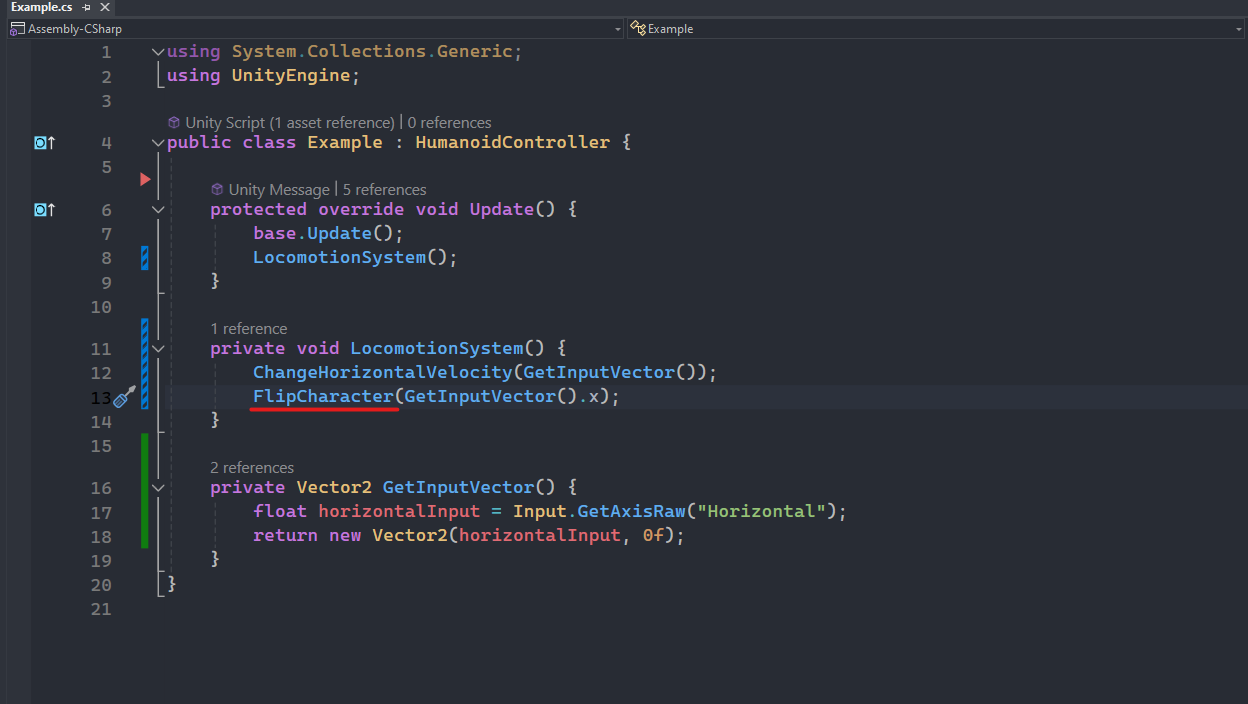 Example.cs
Assembly-CSharp
Example
1 using System.Collections.Generic;
2 using UnityEngine;
3
Unity Script (1 asset reference) | 0 references
4 public class Example : HumanoidController {
5
Unity Message | 5 references
6 protected override void Update() {
7 base.Update();
8 LocomotionSystem();
9 }
10
1 reference
11 private void LocomotionSystem() {
12 ChangeHorizontalVelocity(GetInputVector());
13 FlipCharacter(GetInputVector().x);
14 }
15
2 references
16 private Vector2 GetInputVector() {
17 float horizontalInput = Input.GetAxisRaw("Horizontal");
18 return new Vector2(horizontalInput, 0f);
19 }
20 }
21